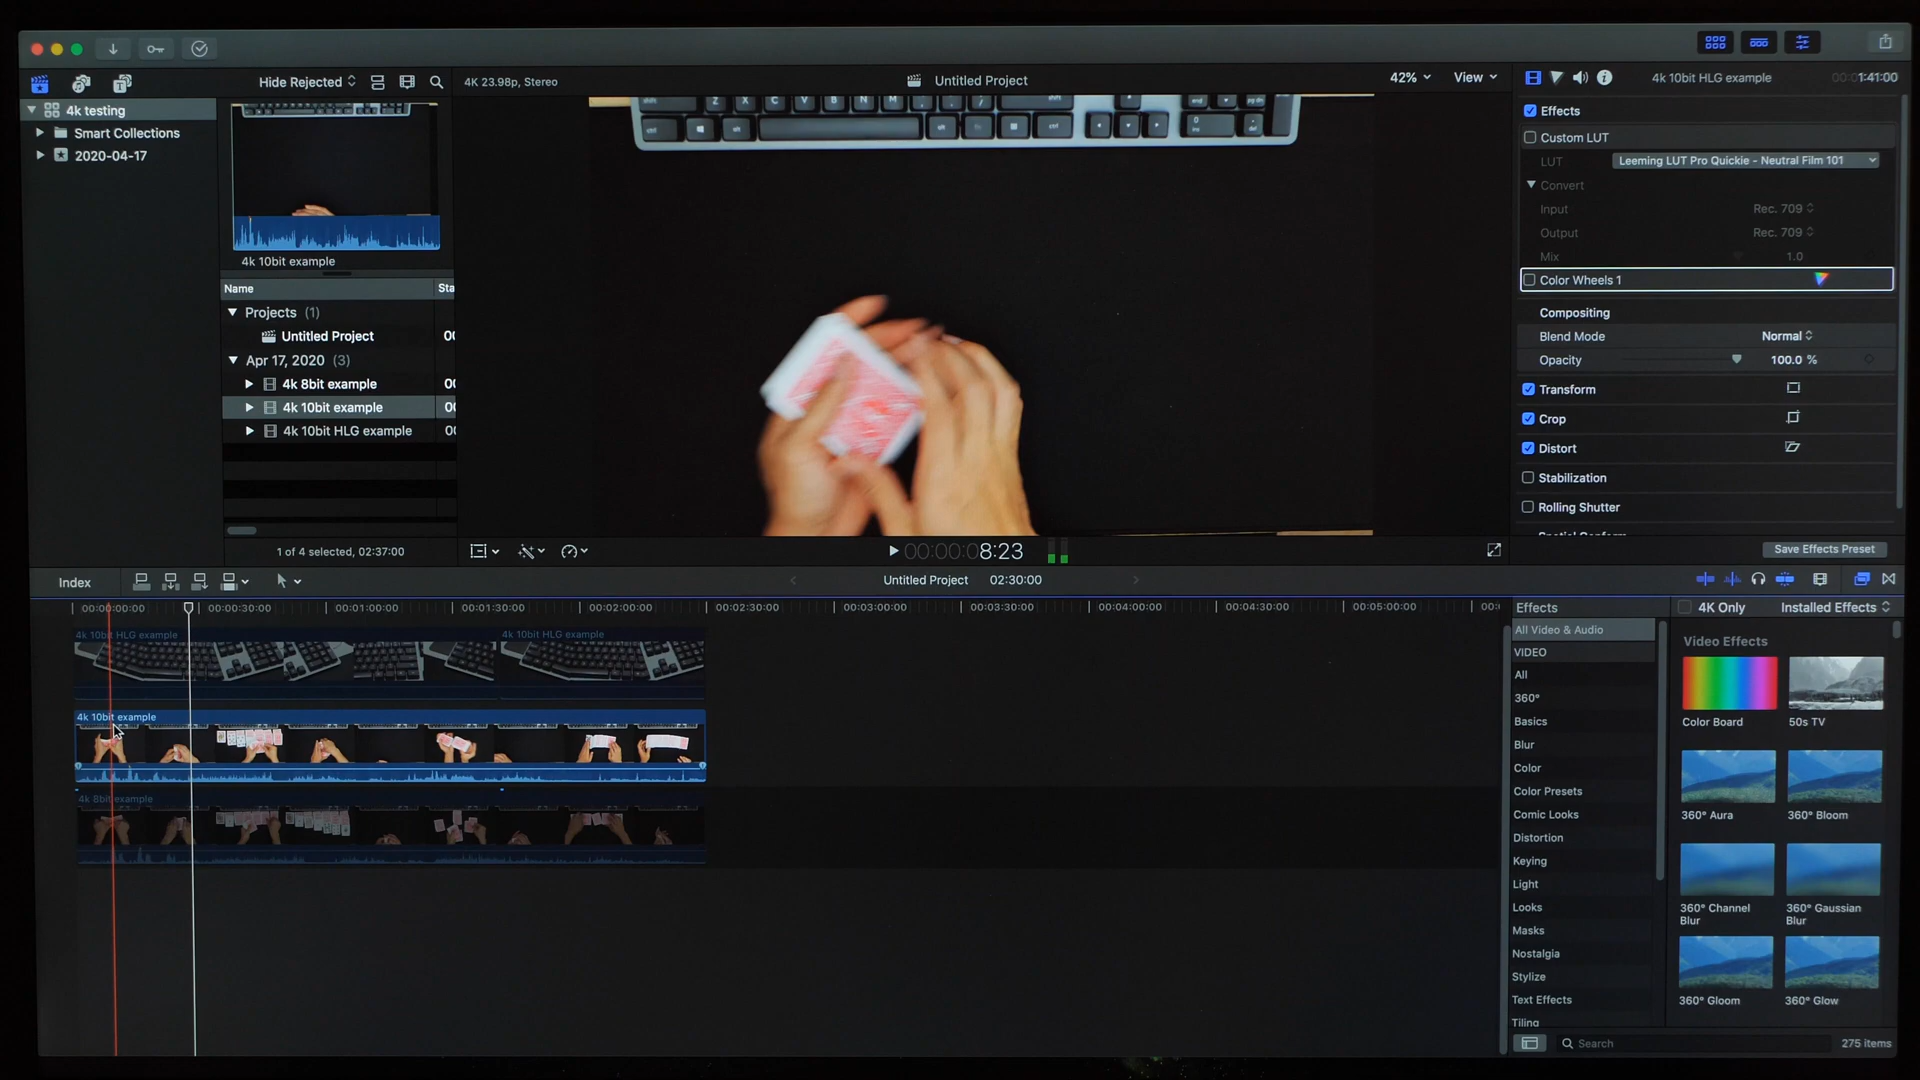 Hide Rejected
4K 23.98p, Stereo
Untitled Project
42%
View
4k 10bit HLG example
1:41:00
4k testing
Smart Collections
2020-04-17
4k 10bit example
Name
Sta
Projects (1)
Untitled Project
Apr 17, 2020 (3)
4k 8bit example
4k 10bit example
4k 10bit HLG example
1 of 4 selected, 02:37:00
Z X C V B N M
ctrl
alt
alt
ctrl
00:00:08:23
Effects
Custom LUT
LUT
Leeming LUT Pro Quickie - Neutral Film 101
Convert
Input
Rec. 709
Output
Rec. 709
Mix
1.0
Color Wheels 1
Compositing
Blend Mode
Normal
Opacity
100.0 %
Transform
Crop
Distort
Stabilization
Rolling Shutter
Save Effects Preset
Index
Untitled Project
02:30:00
00:00:00:00
00:00:30:00
00:01:00:00
00:01:30:00
00:02:00:00
00:02:30:00
00:03:00:00
00:03:30:00
00:04:00:00
00:04:30:00
00:05:00:00
4k 10bit HLG example
4k 10bit HLG example
4k 10bit example
4k 8bit example
Effects
4K Only
Installed Effects
All Video & Audio
VIDEO
All
360°
Basics
Blur
Color
Color Presets
Comic Looks
Distortion
Keying
Light
Looks
Masks
Nostalgia
Stylize
Text Effects
Tiling
Video Effects
Color Board
50s TV
360° Aura
360° Bloom
360° Channel
Blur
360° Gaussian
Blur
360° Gloom
360° Glow
Search
275 items